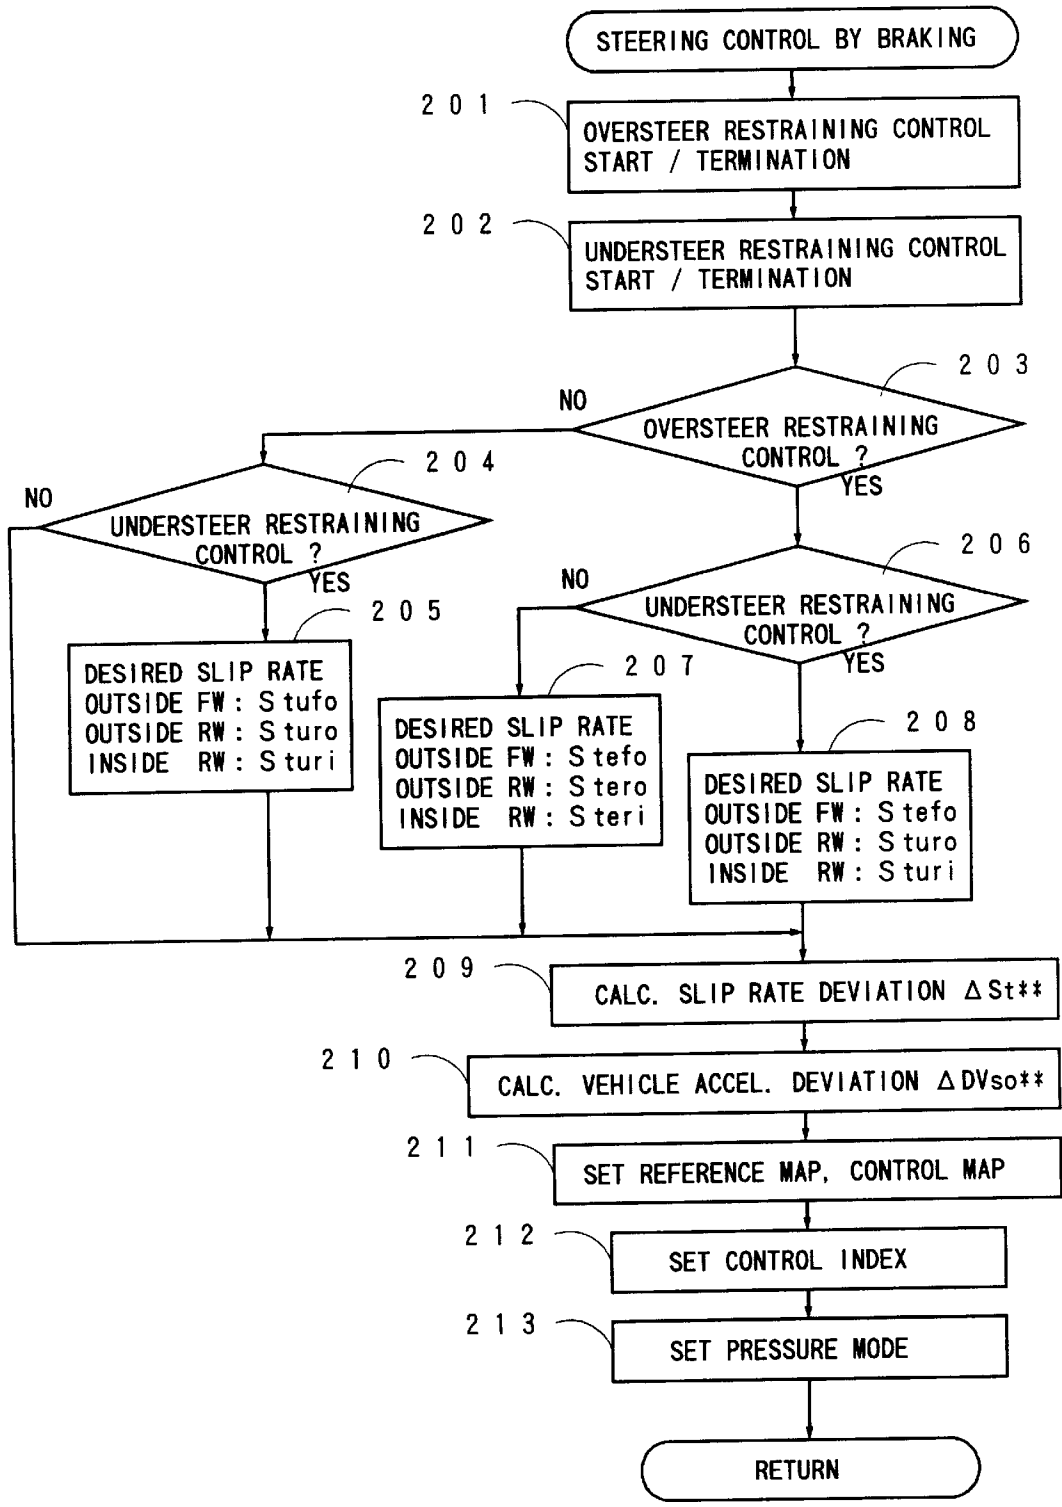 STEERING CONTROL BY BRAKING
201
OVERSTEER RESTRAINING CONTROL
START / TERMINATION
202
UNDERSTEER RESTRAINING CONTROL
START / TERMINATION
203
NO
OVERSTEER RESTRAINING
CONTROL ?
YES
204
NO
UNDERSTEER RESTRAINING
CONTROL ?
YES
205
DESIRED SLIP RATE
OUTSIDE FW: Stufo
OUTSIDE RW: Sturo
INSIDE RW: Sturi
206
NO
UNDERSTEER RESTRAINING
CONTROL ?
YES
207
DESIRED SLIP RATE
OUTSIDE FW: Stefo
OUTSIDE RW: Stero
INSIDE RW: Steri
208
DESIRED SLIP RATE
OUTSIDE FW: Stefo
OUTSIDE RW: Sturo
INSIDE RW: Sturi
209
CALC. SLIP RATE DEVIATION ΔSt**
210
CALC. VEHICLE ACCEL. DEVIATION ΔDVso**
211
SET REFERENCE MAP, CONTROL MAP
212
SET CONTROL INDEX
213
SET PRESSURE MODE
RETURN